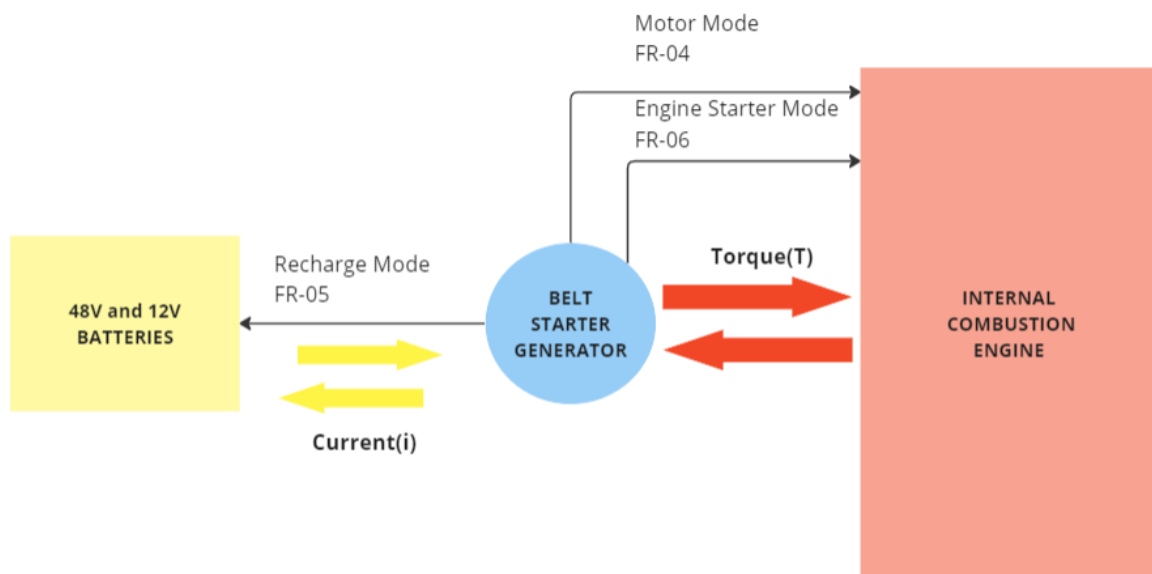 Motor Mode
FR-04
Engine Starter Mode
FR-06
Torque(T)
Recharge Mode
FR-05
48V and 12V
BATTERIES
BELT
STARTER
GENERATOR
INTERNAL
COMBUSTION
ENGINE
Current(i)